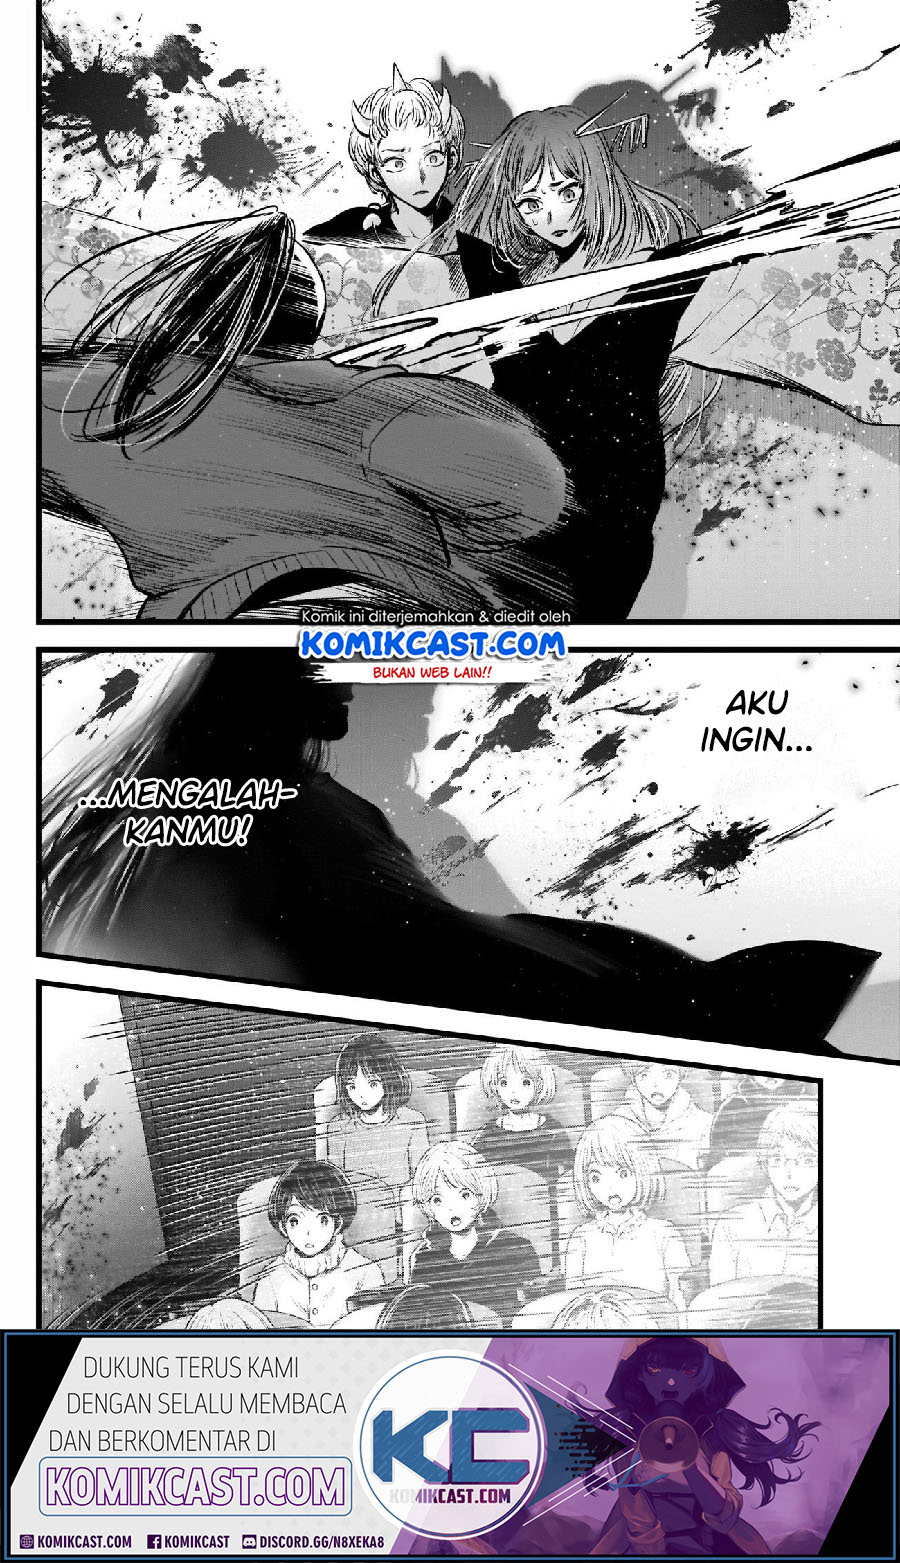 Komik ini diterjemahkan & diedit oleh
KOMIKCAST.COM
BUKAN WEB LAIN!!
AKU
INGIN...
...MENGALAH-
KANMU!
DUKUNG TERUS KAMI
DENGAN SELALU MEMBACA
DAN BERKOMENTAR DI
KOMIKCAST.COM
KOMIKCAST.COM
KOMIKCAST
DISCORD.GG/N8XEKA8
KC
KOMIKCAST.COM